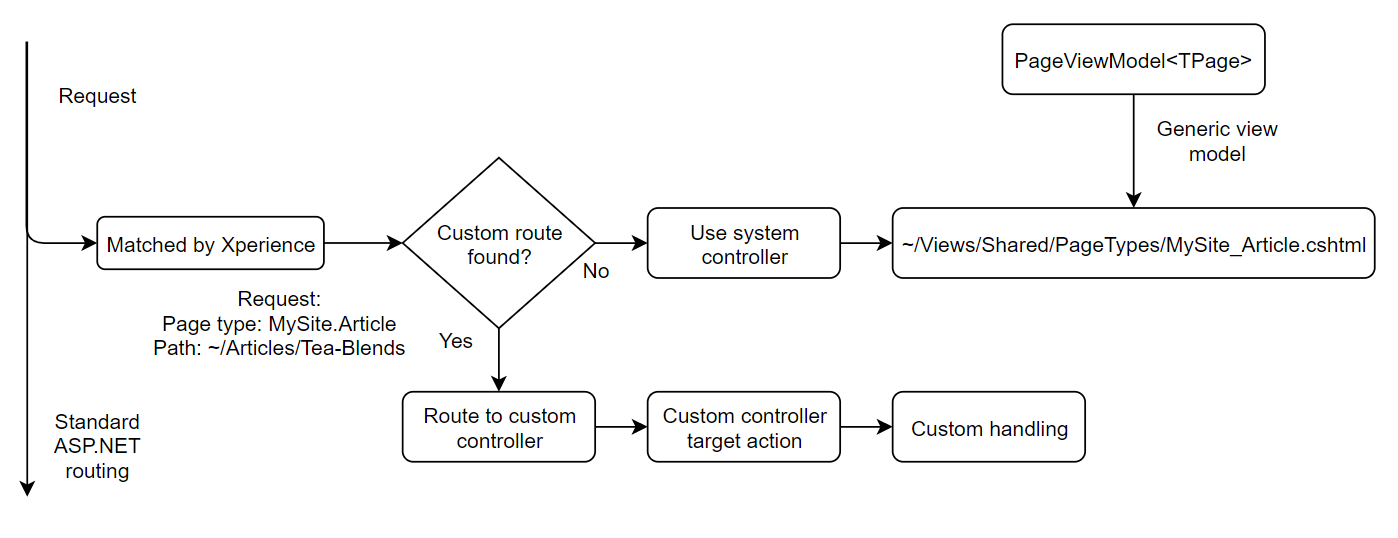 PageViewModel<TPage>
Request
Generic view
model
Matched by Xperience
Custom route
found?
No
Use system
controller
~/Views/Shared/PageTypes/MySite_Article.cshtml
Request:
Page type: MySite.Article
Path: ~/Articles/Tea-Blends
Yes
Standard
ASP.NET
routing
Route to custom
controller
Custom controller
target action
Custom handling